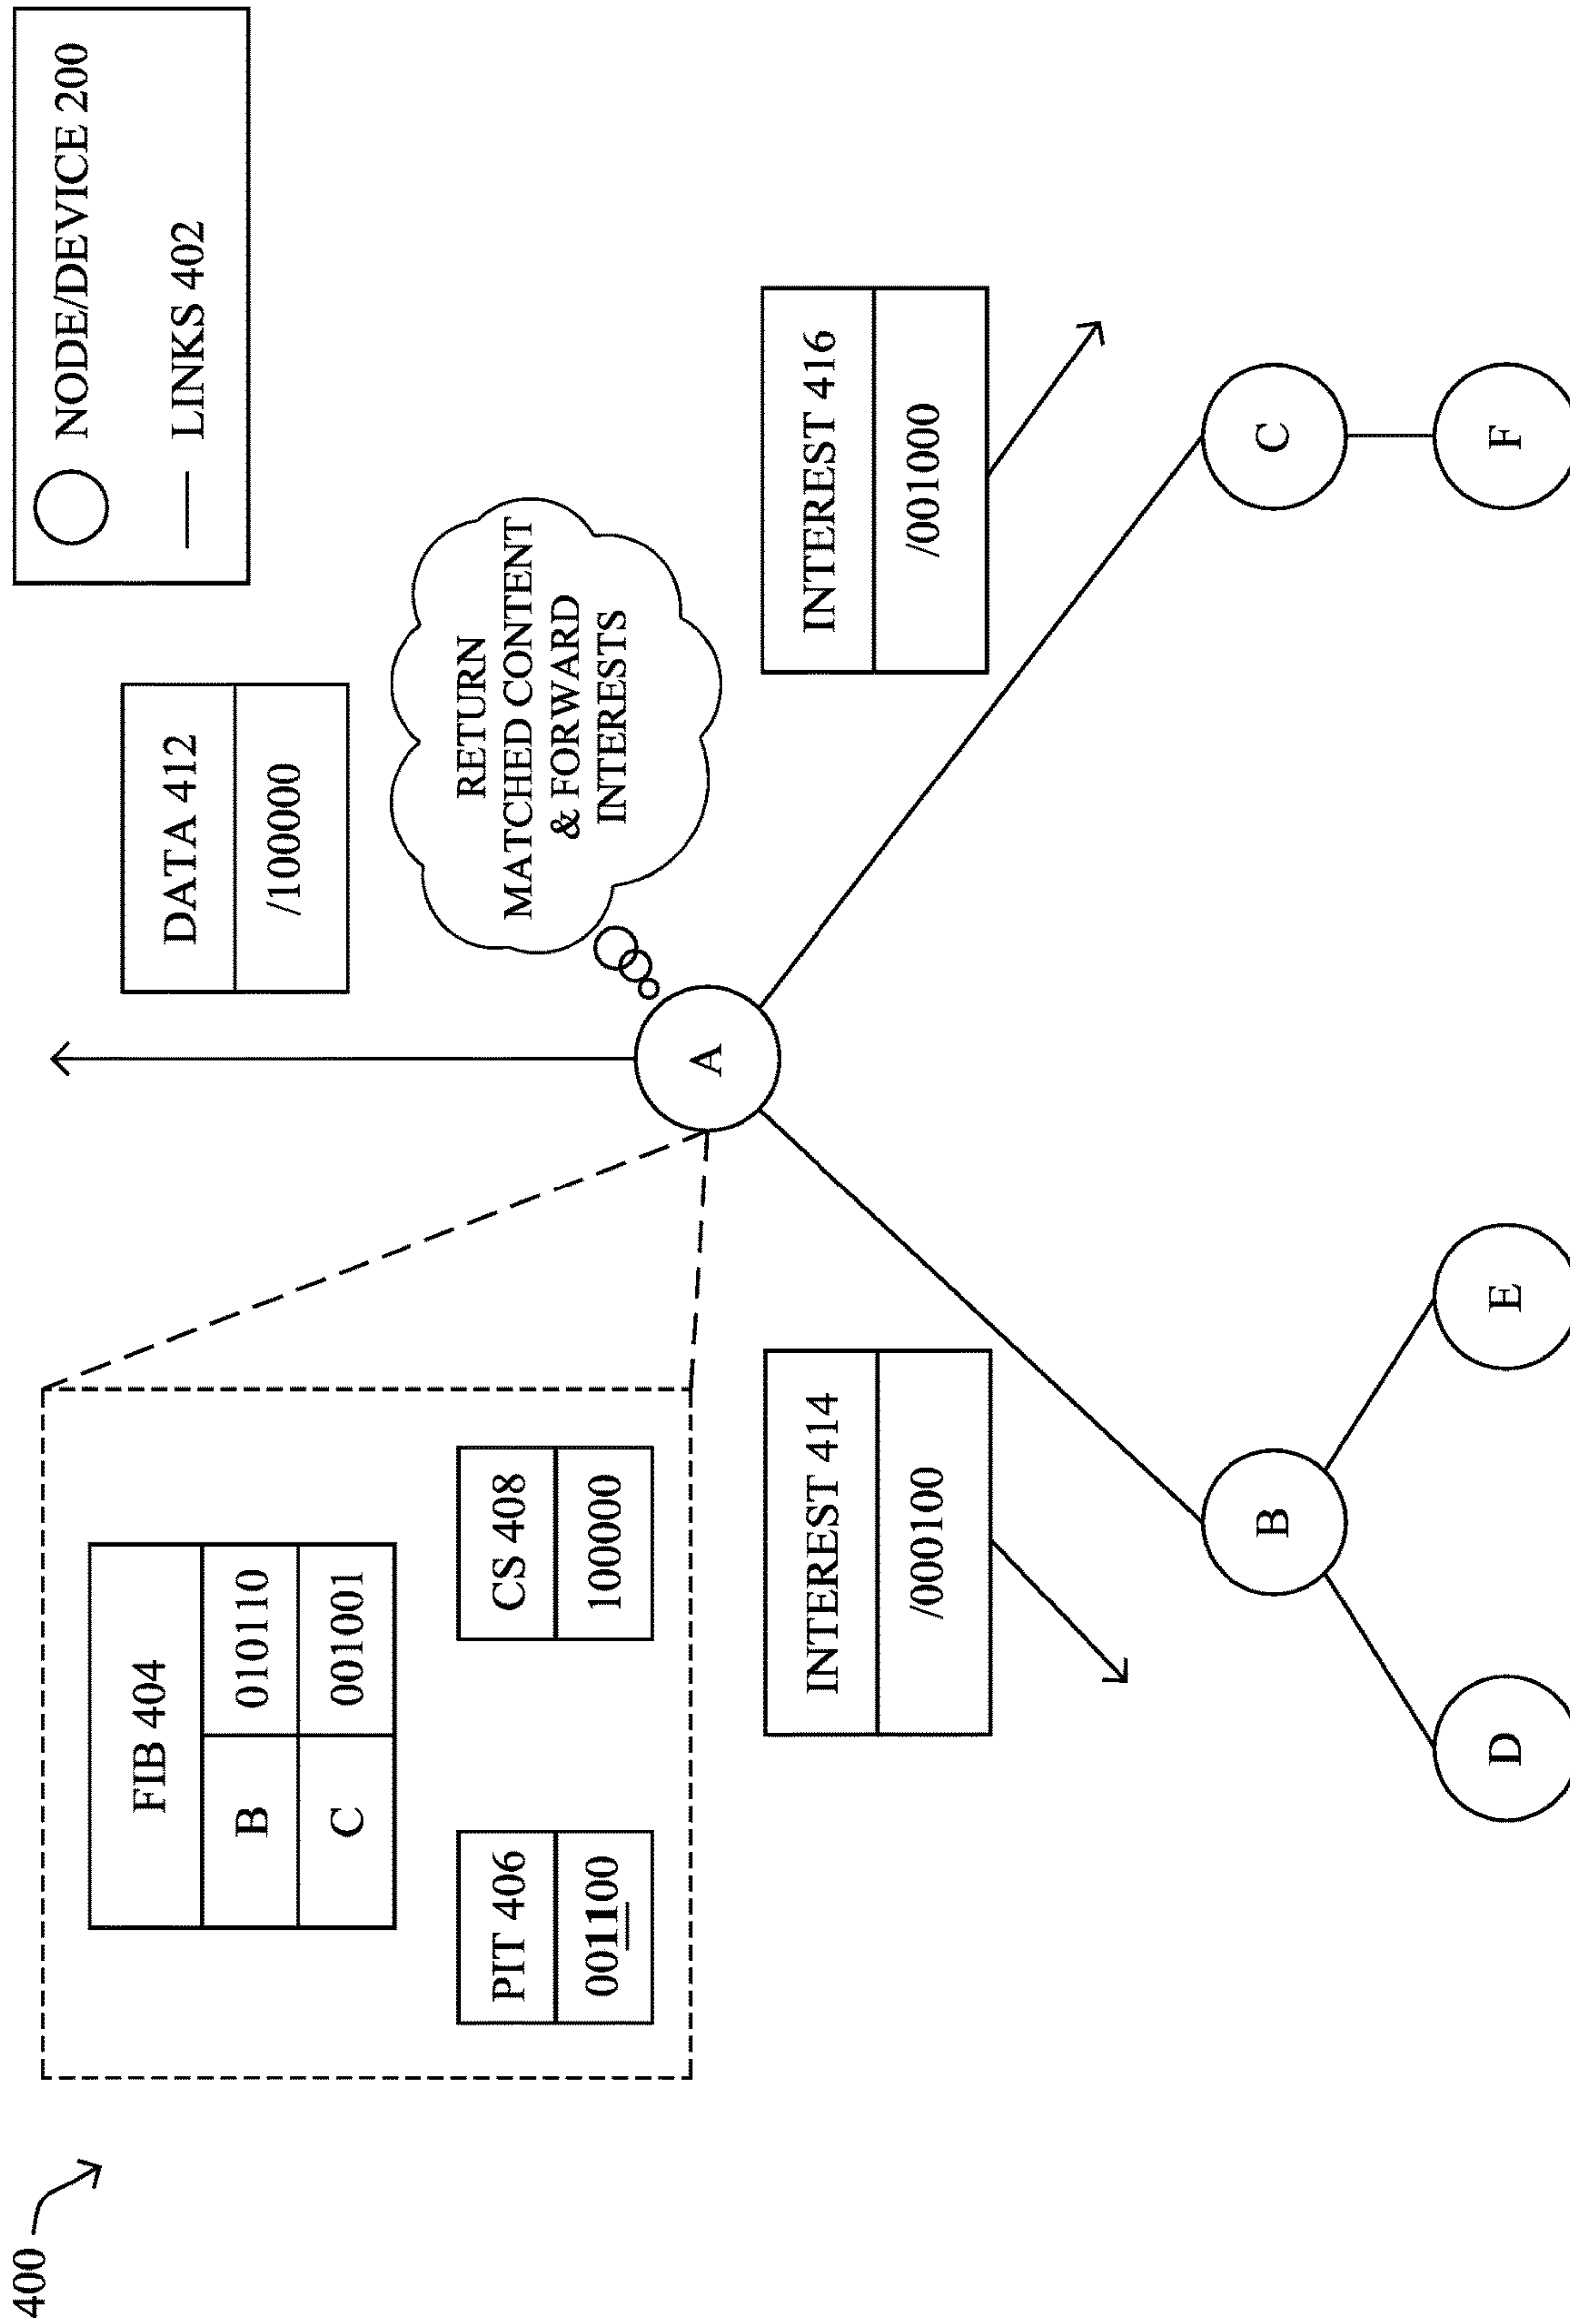 400
NODE/DEVICE 200
LINKS 402
FIB 404
B 010110
C 001001
PIT 406
001100
CS 408
100000
DATA 412
/100000
RETURN
MATCHED CONTENT
& FORWARD
INTERESTS
A
INTEREST 414
/000100
INTEREST 416
/001000
B
C
D
E
F